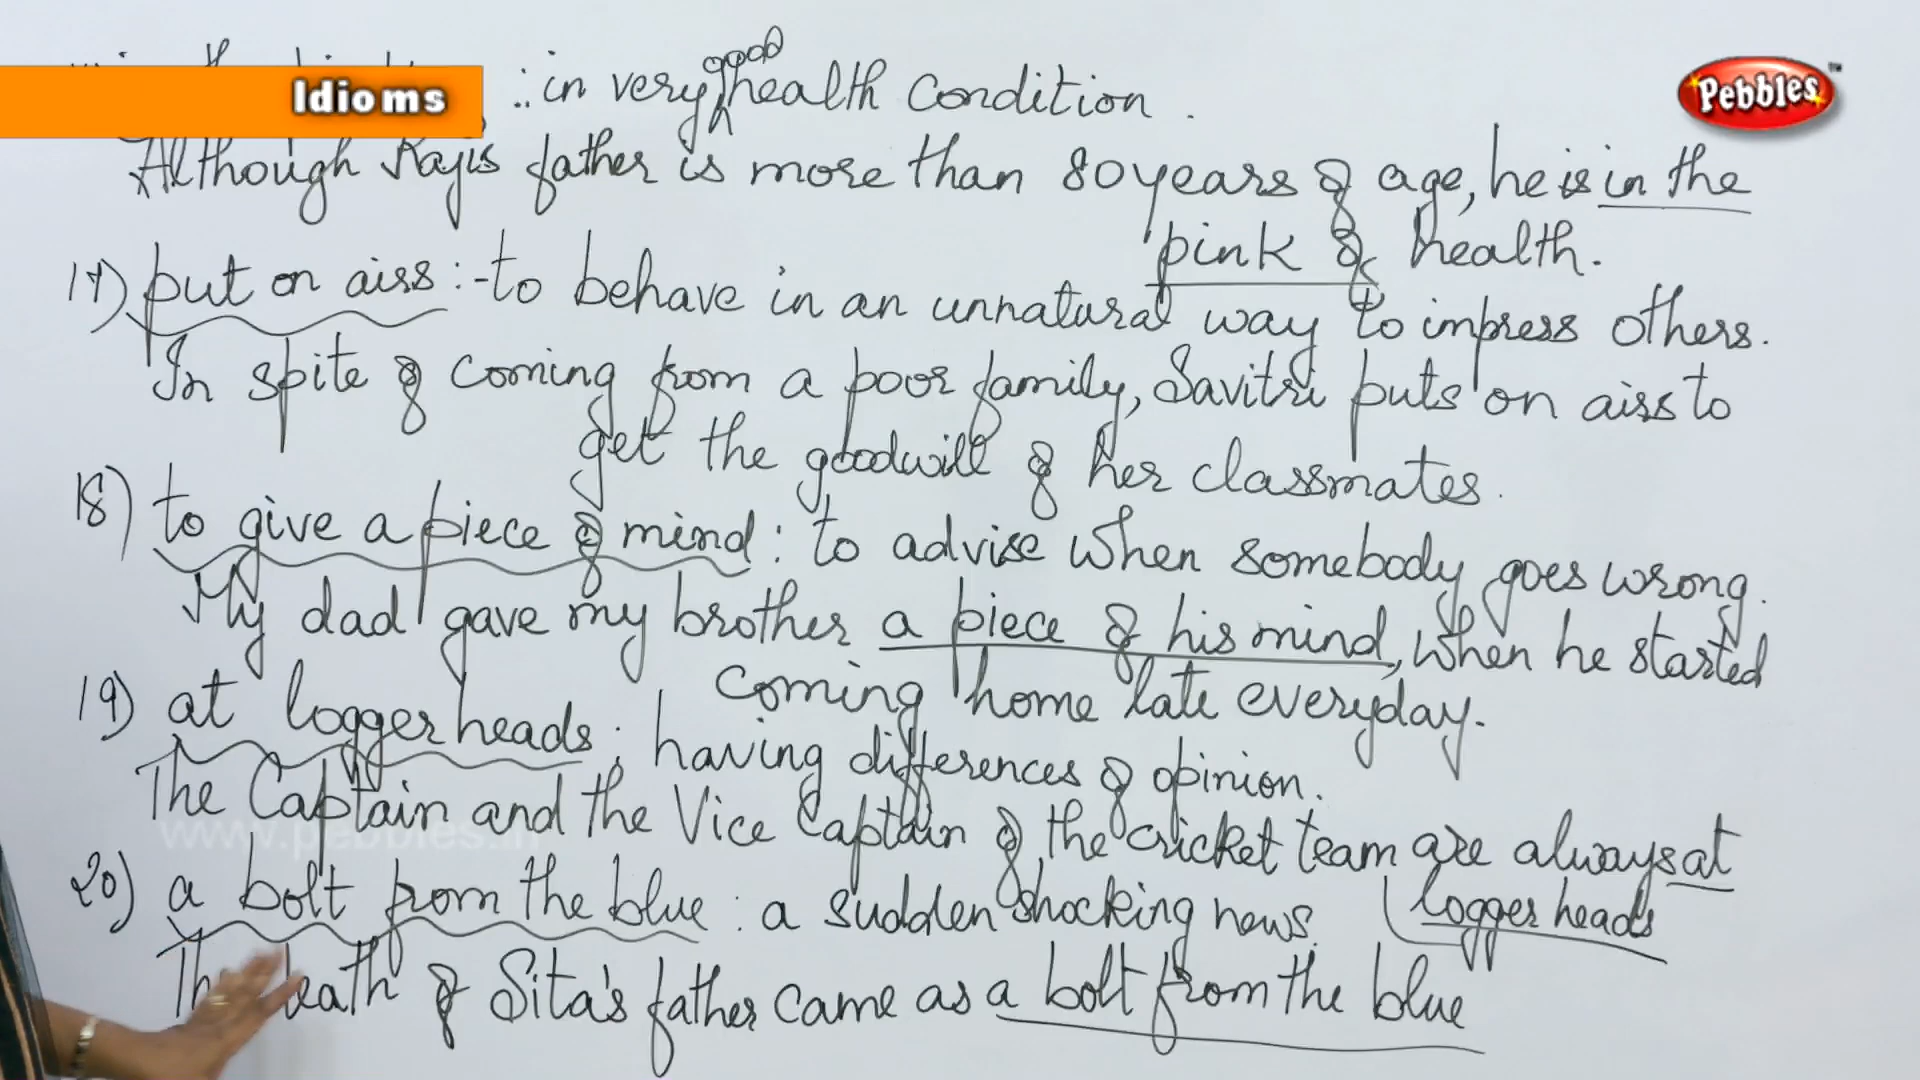 Idioms
Pebbles™
:. in very good health condition.
Although Raji's father is more than 80 years of age, he is in the
pink of health.
17) put on airs :- to behave in an unnatural way to impress others.
In spite of coming from a poor family, Savitri puts on airs to
get the goodwill of her classmates.
18) to give a piece of mind : to advise when somebody goes wrong.
My dad gave my brother a piece of his mind, when he started
coming home late everyday.
19) at loggerheads : having differences of opinion.
The Captain and the Vice Captain of the cricket team are always at
loggerheads
www.pebbles.in
20) a bolt from the blue : a sudden shocking news.
The death of Sita's father came as a bolt from the blue